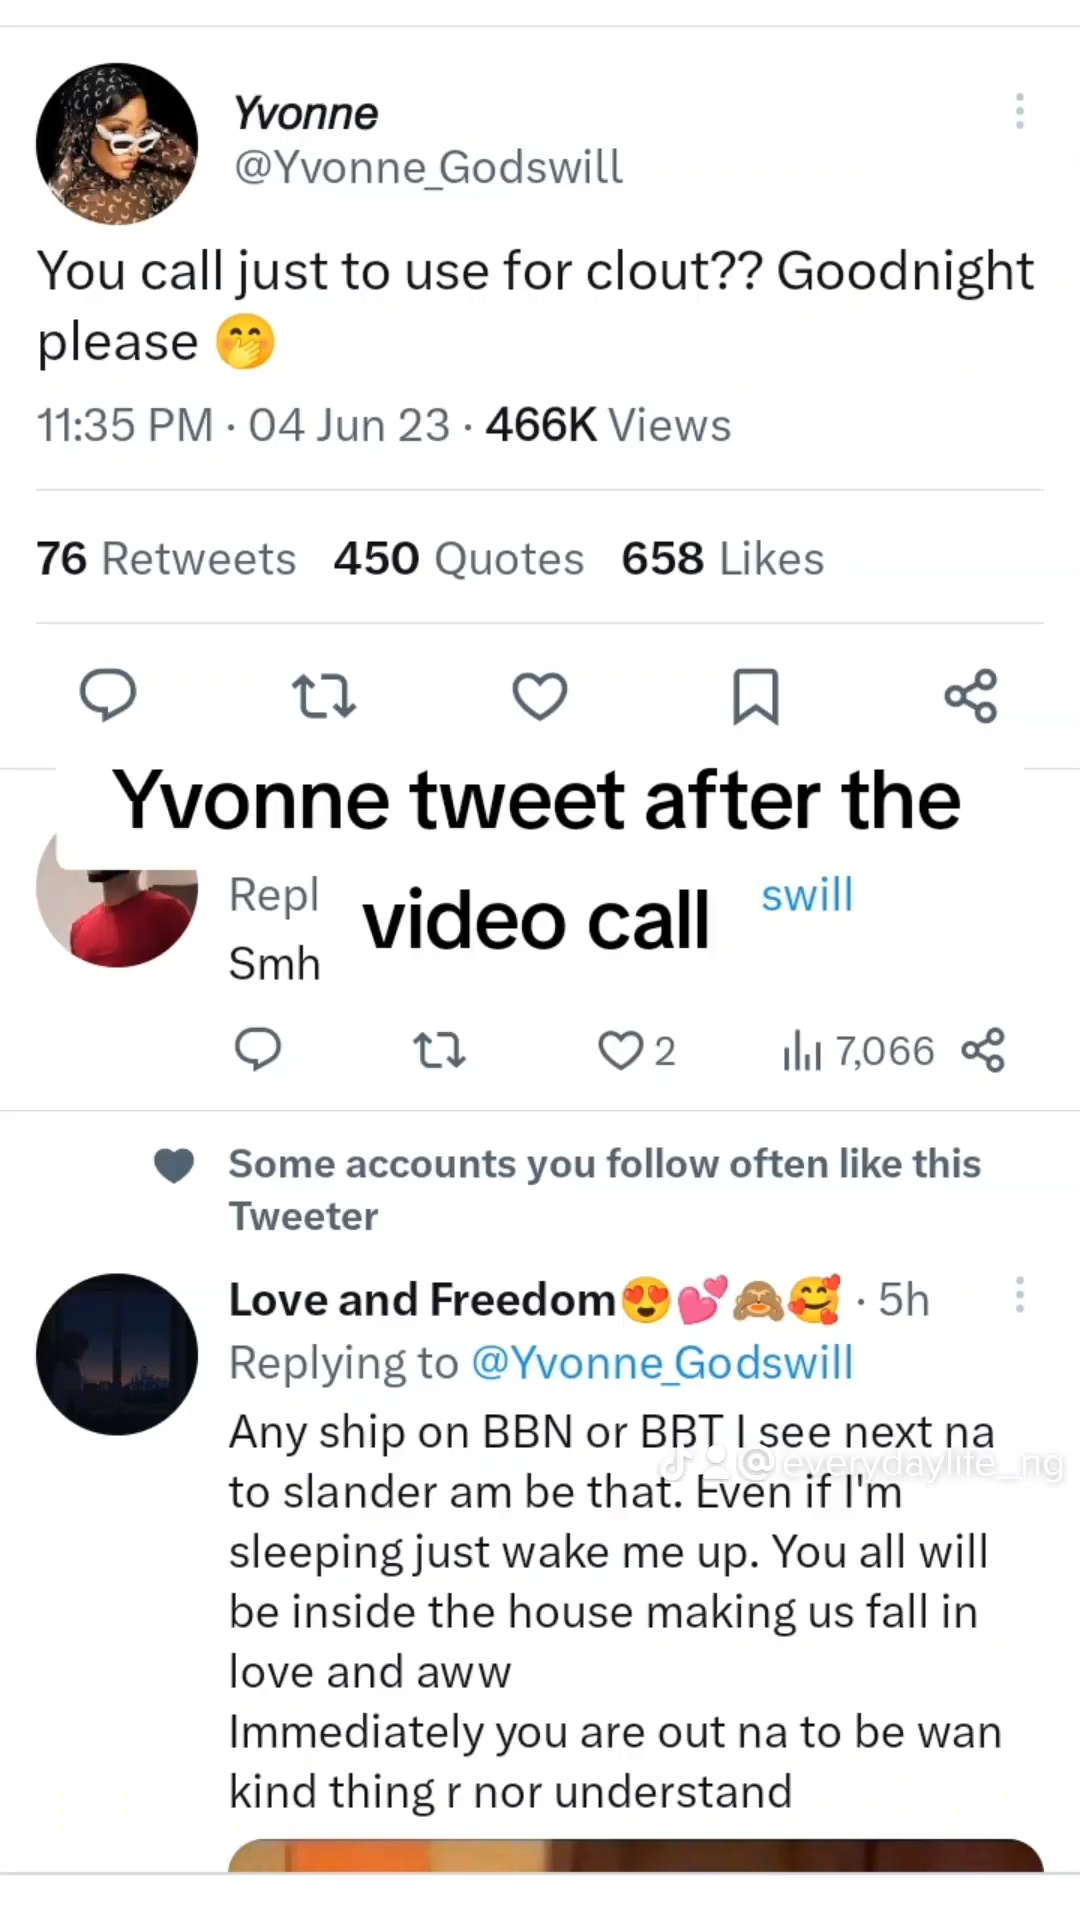 Yvonne
@Yvonne_Godswill
You call just to use for clout?? Goodnight
please 🤭
11:35 PM · 04 Jun 23 · 466K Views
76 Retweets 450 Quotes 658 Likes
Yvonne tweet after the
video call
Repl swill
Smh
2 7,066
Some accounts you follow often like this
Tweeter
Love and Freedom😍💕🙈🥰 · 5h
Replying to @Yvonne_Godswill
Any ship on BBN or BBT I see next na
@everydaylife_ng
to slander am be that. Even if I'm
sleeping just wake me up. You all will
be inside the house making us fall in
love and aww
Immediately you are out na to be wan
kind thing r nor understand